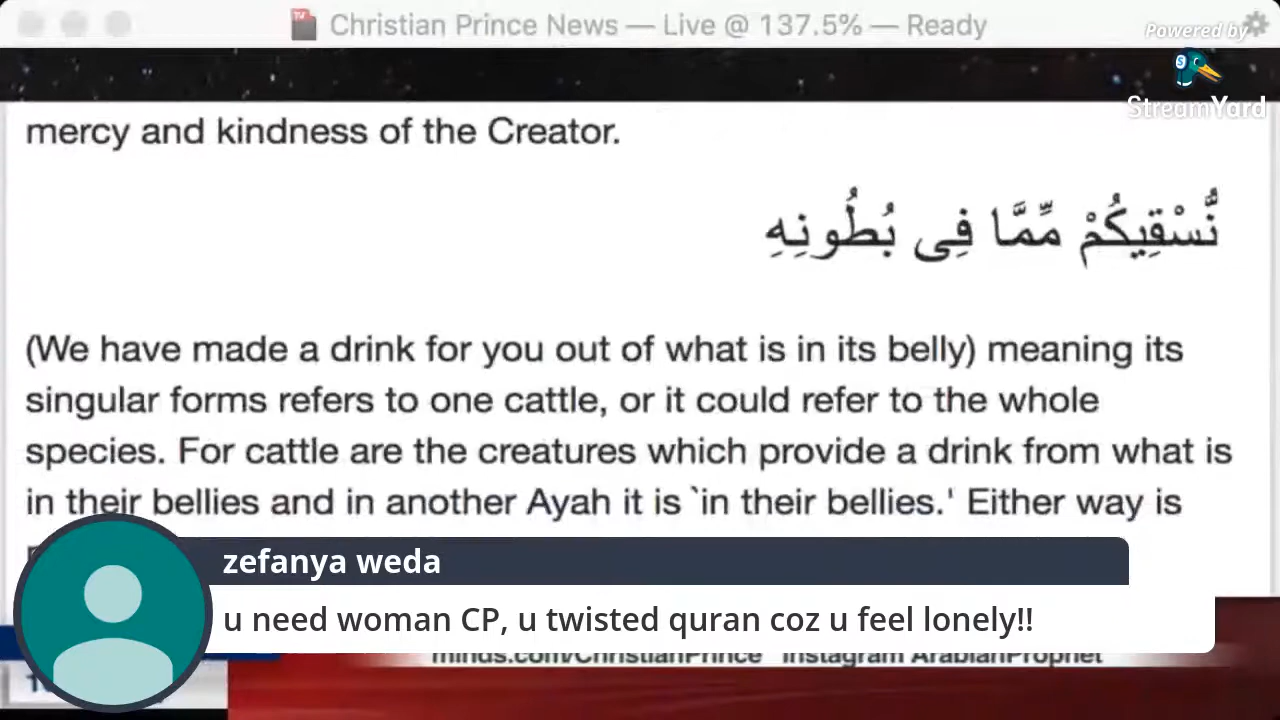 Christian Prince News — Live @ 137.5% — Ready
Powered by
StreamYard
mercy and kindness of the Creator.
نُّسْقِيكُمْ مِّمَّا فِى بُطُونِهِ
(We have made a drink for you out of what is in its belly) meaning its
singular forms refers to one cattle, or it could refer to the whole
species. For cattle are the creatures which provide a drink from what is
in their bellies and in another Ayah it is `in their bellies.' Either way is
zefanya weda
u need woman CP, u twisted quran coz u feel lonely!!
minds.com/ChristianPrince Instagram ArabianProphet